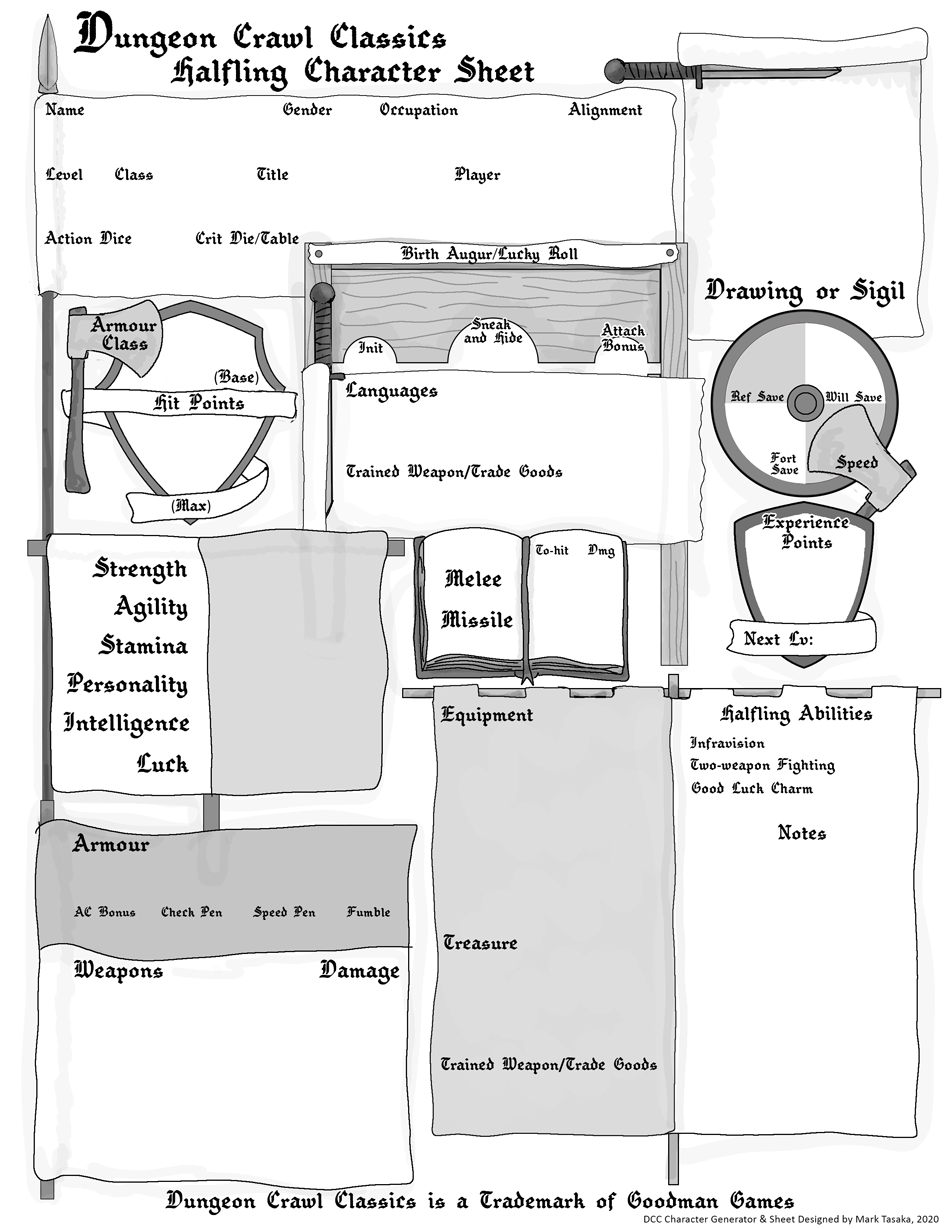 Dungeon Crawl Classics
Halfling Character Sheet
Name Gender Occupation Alignment
Level Class Title Player
Action Dice Crit Die/Table
Birth Augur/Lucky Roll
Drawing or Sigil
Armour
Class
(Base)
Hit Points
(Max)
Init
Sneak
and Hide
Attack
Bonus
Languages
Trained Weapon/Trade Goods
Ref Save Will Save
Fort
Save
Speed
Experience
Points
Next Lv:
Strength
Agility
Stamina
Personality
Intelligence
Luck
To-hit Dmg
Melee
Missile
Equipment
Treasure
Trained Weapon/Trade Goods
Halfling Abilities
Infravision
Two-weapon Fighting
Good Luck Charm
Notes
Armour
AC Bonus Check Pen Speed Pen Fumble
Weapons Damage
Dungeon Crawl Classics is a Trademark of Goodman Games
DCC Character Generator & Sheet Designed by Mark Tasaka, 2020